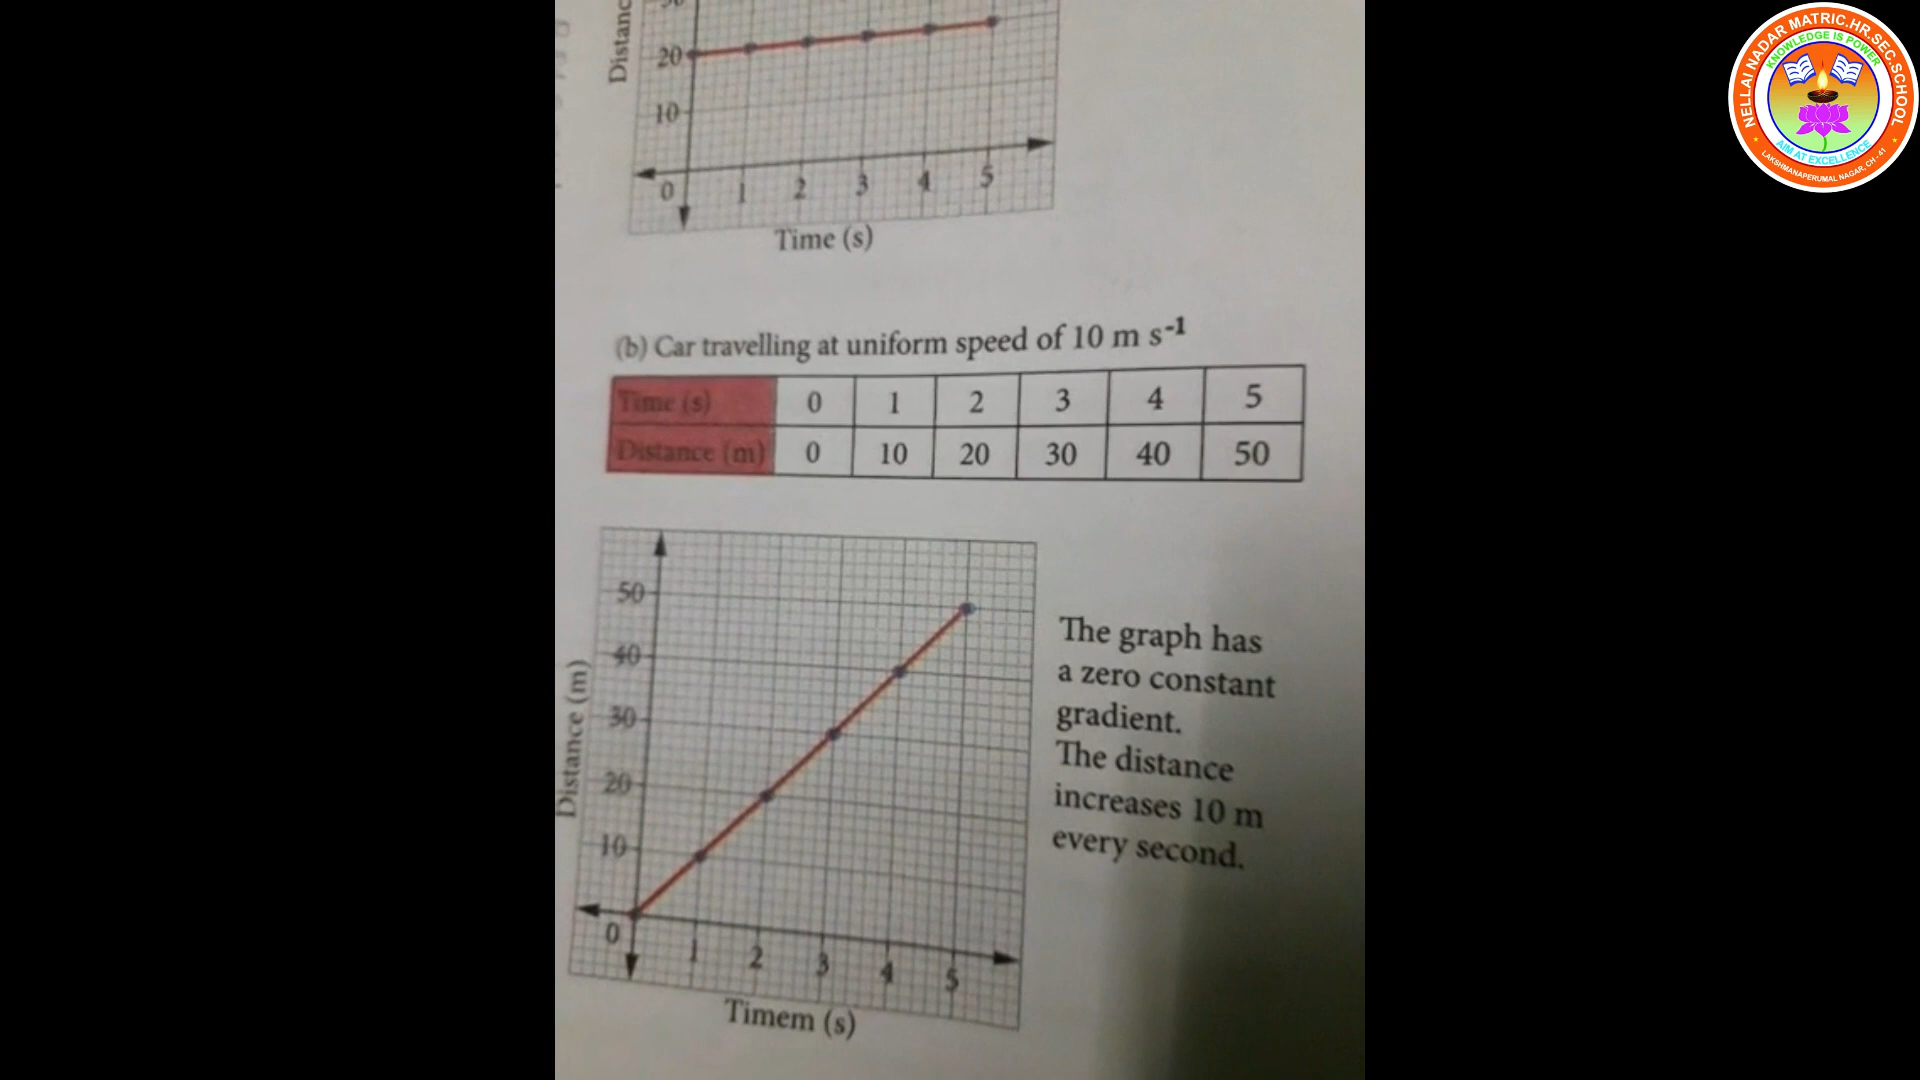 Distanc
20
10
0 1 2 3 4 5
Time (s)
(b) Car travelling at uniform speed of 10 m s⁻¹
Time (s) 0 1 2 3 4 5
Distance (m) 0 10 20 30 40 50
50
40
30
20
10
Distance (m)
0 1 2 3 4 5
Timem (s)
The graph has
a zero constant
gradient.
The distance
increases 10 m
every second.
NELLAI NADAR MATRIC.HR.SEC.SCHOOL
KNOWLEDGE IS POWER
AIM AT EXCELLENCE
LAKSHMANAPERUMAL NAGAR, CH-41